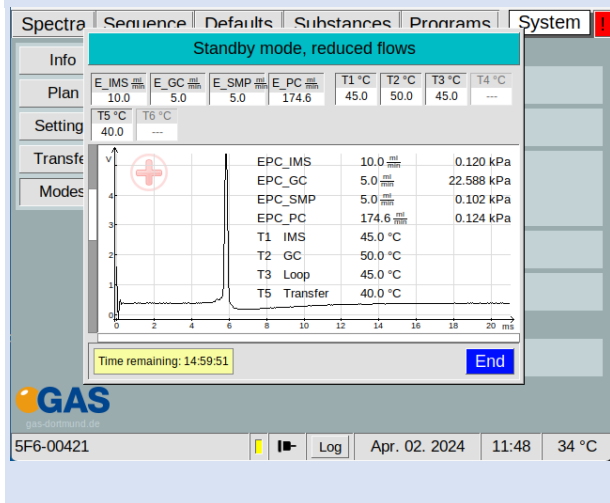 Spectra Sequence Defaults Substances Programs System !
Info
Plan
Setting
Transfe
Modes
Standby mode, reduced flows
E_IMS ml/min E_GC ml/min E_SMP ml/min E_PC ml/min T1 °C T2 °C T3 °C T4 °C
10.0 5.0 5.0 174.6 45.0 50.0 45.0 ---
T5 °C T6 °C
40.0 ---
V
4
3
2
1
0
0 2 4 6 8 10 12 14 16 18 20 ms
EPC_IMS 10.0 ml/min 0.120 kPa
EPC_GC 5.0 ml/min 22.588 kPa
EPC_SMP 5.0 ml/min 0.102 kPa
EPC_PC 174.6 ml/min 0.124 kPa
T1 IMS 45.0 °C
T2 GC 50.0 °C
T3 Loop 45.0 °C
T5 Transfer 40.0 °C
Time remaining: 14:59:51
End
GAS
gas-dortmund.de
5F6-00421 Log Apr. 02. 2024 11:48 34 °C